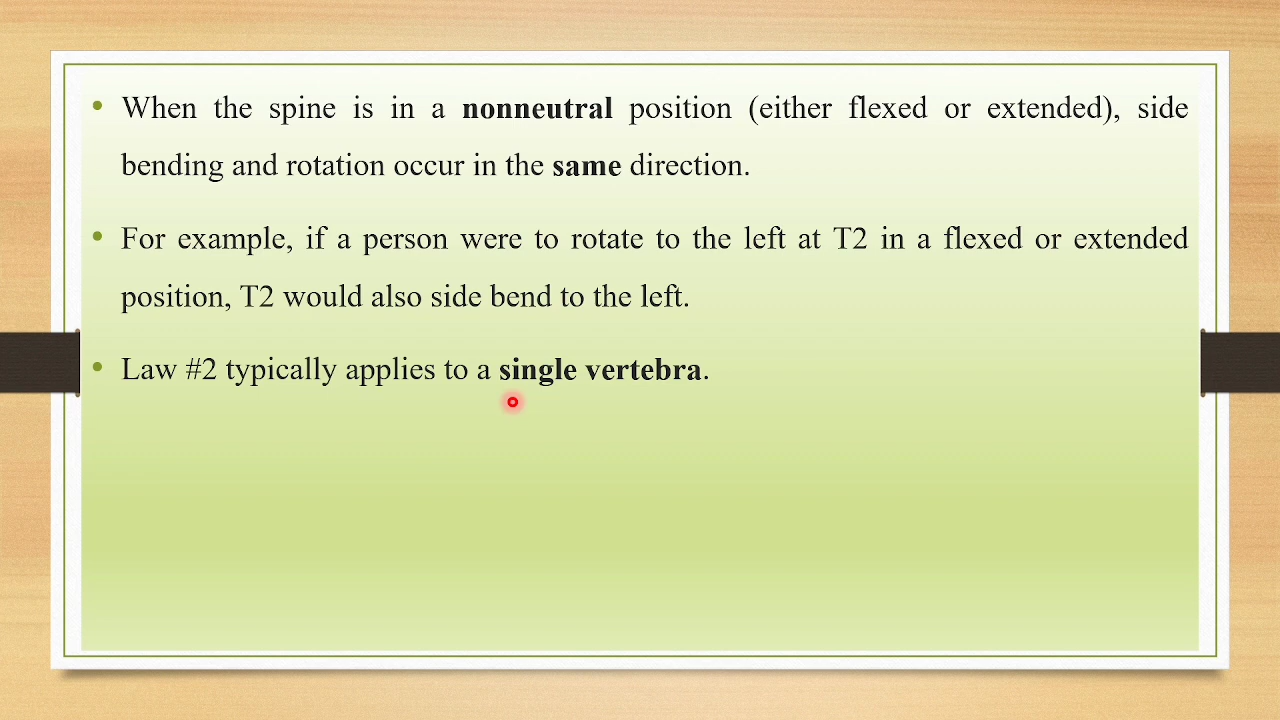 • When the spine is in a nonneutral position (either flexed or extended), side
bending and rotation occur in the same direction.
• For example, if a person were to rotate to the left at T2 in a flexed or extended
position, T2 would also side bend to the left.
• Law #2 typically applies to a single vertebra.